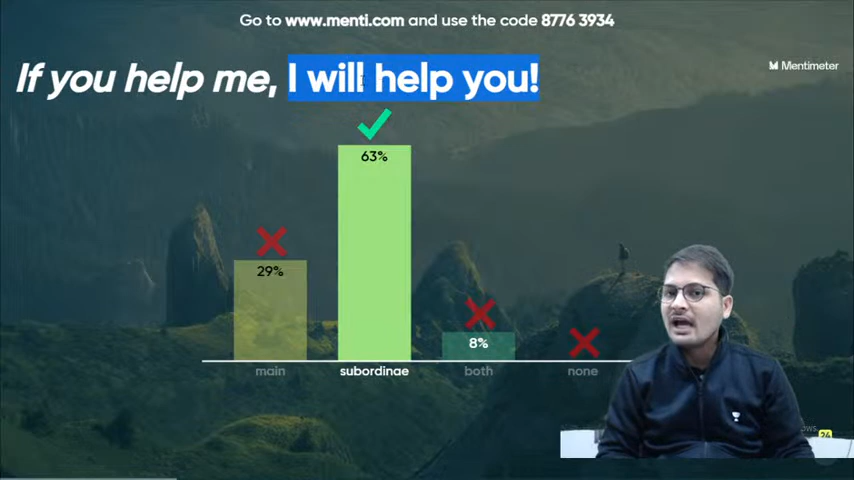 Go to www.menti.com and use the code 8776 3934
Mentimeter
If you help me, I will help you!
63%
29%
8%
main
subordinae
both
none
24